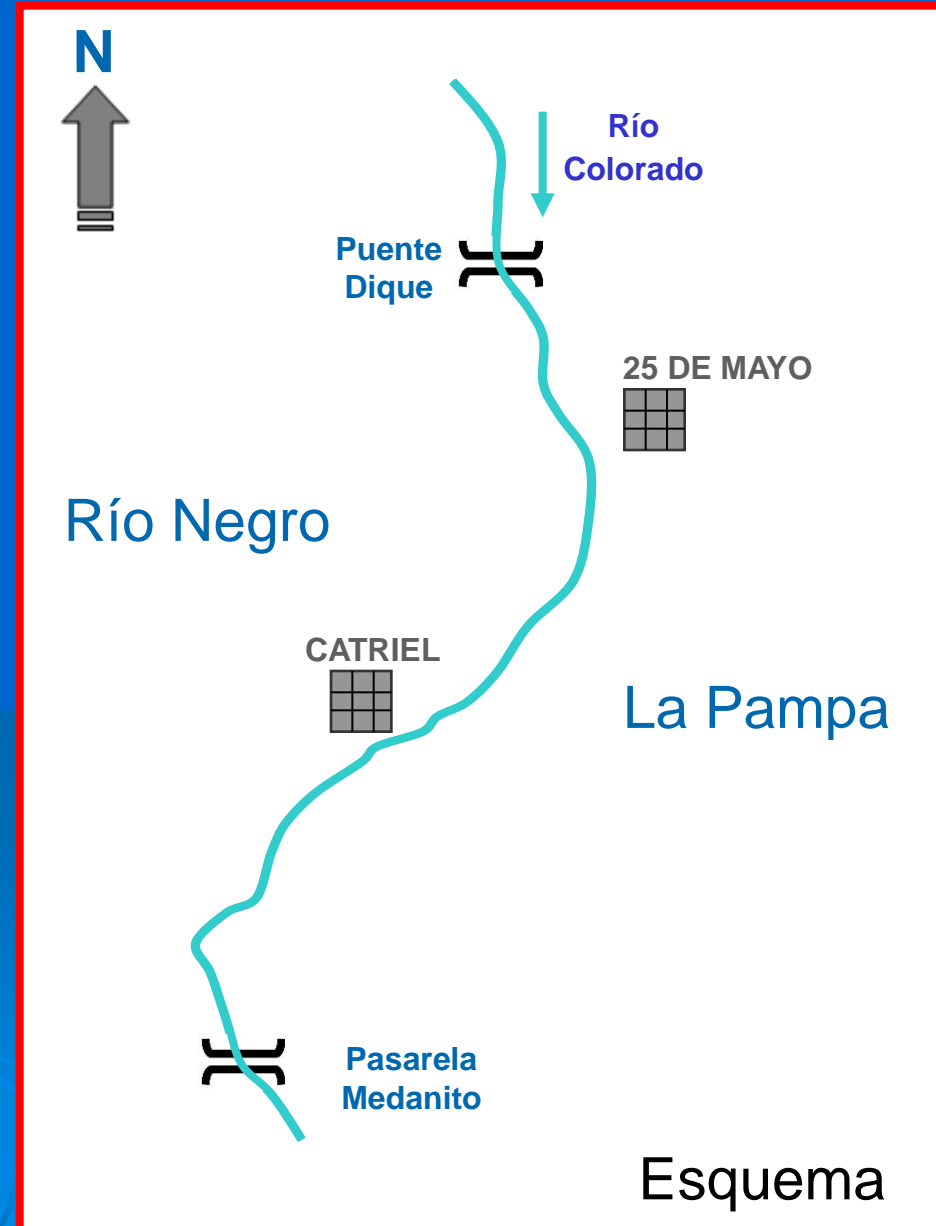 N
Río
Colorado
Puente
Dique
25 DE MAYO
Río Negro
CATRIEL
La Pampa
Pasarela
Medanito
Esquema